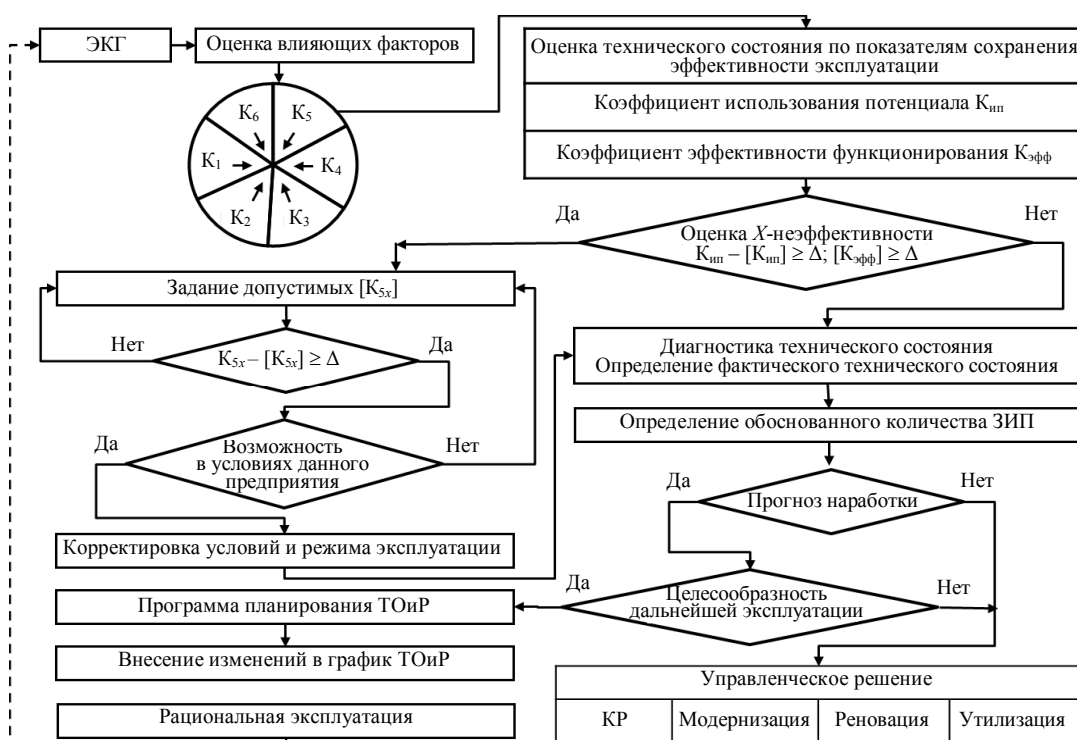 ЭКГ
Оценка влияющих факторов
К6
К5
К1
К4
К2
К3
Оценка технического состояния по показателям сохранения
эффективности эксплуатации
Коэффициент использования потенциала Кип
Коэффициент эффективности функционирования Кэфф
Да
Нет
Оценка X-неэффективности
Кип – [Кип] ≥ Δ; [Кэфф] ≥ Δ
Задание допустимых [К5x]
Нет
Да
К5x – [К5x] ≥ Δ
Диагностика технического состояния
Определение фактического технического состояния
Определение обоснованного количества ЗИП
Да
Нет
Возможность
в условиях данного
предприятия
Да
Нет
Прогноз наработки
Корректировка условий и режима эксплуатации
Да
Нет
Целесообразность
дальнейшей эксплуатации
Программа планирования ТОиР
Внесение изменений в график ТОиР
Управленческое решение
КР
Модернизация
Реновация
Утилизация
Рациональная эксплуатация